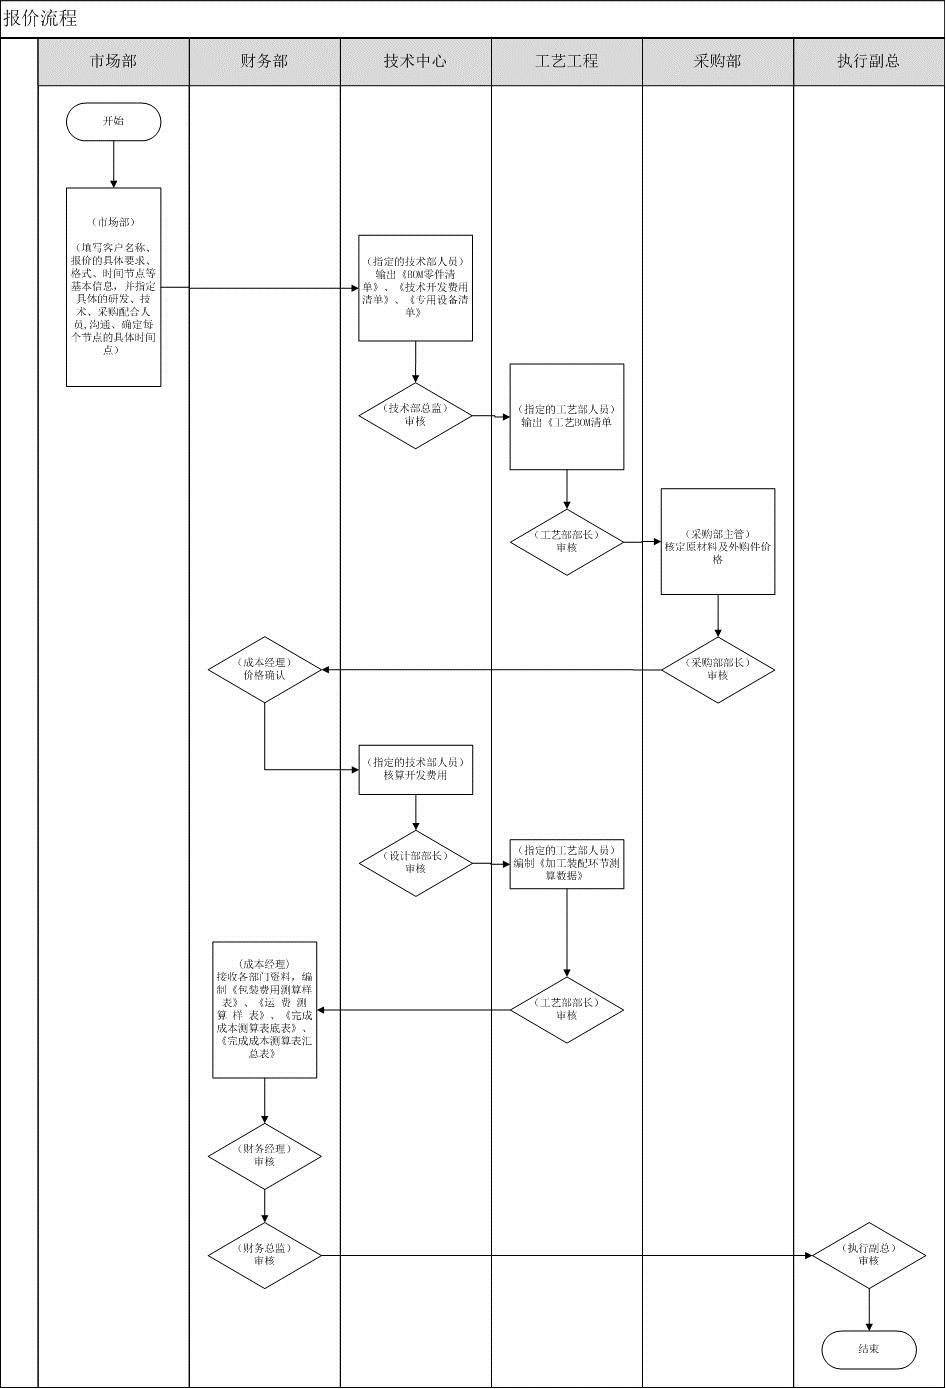 报价流程
市场部
财务部
技术中心
工艺工程
采购部
执行副总
开始
（市场部）
（填写客户名称、
报价的具体要求、
格式、时间节点等
基本信息，并指定
具体的研发、技
术、采购配合人
员,沟通、确定每
个节点的具体时间
点）
（指定的技术部人员）
输出《BOM零件清
单》、《技术开发费用
清单》、《专用设备清
单》
（技术部总监）
审核
（指定的工艺部人员）
输出《工艺BOM清单
（工艺部部长）
审核
（采购部主管）
核定原材料及外购件价
格
（采购部部长）
审核
（成本经理）
价格确认
（指定的技术部人员）
核算开发费用
（设计部部长）
审核
（指定的工艺部人员）
编制《加工装配环节测
算数据》
（工艺部部长）
审核
（成本经理）
接收各部门资料，编
制《包装费用测算样
表》、《运 费 测
算 样 表》、《完成
成本测算表底表》、
《完成成本测算表汇
总表》
（财务经理）
审核
（财务总监）
审核
（执行副总）
审核
结束